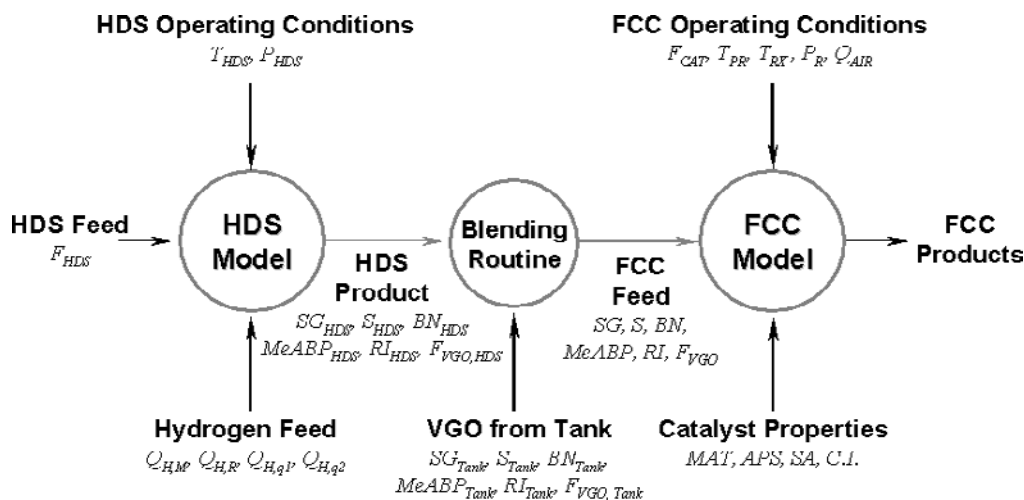 HDS Operating Conditions
T_HDS, P_HDS
FCC Operating Conditions
F_CAT, T_PR, T_RX, P_R, Q_AIR
HDS Feed
F_HDS
HDS
Model
HDS
Product
SG_HDS, S_HDS, BN_HDS
MeABP_HDS, RI_HDS, F_VGO,HDS
Blending
Routine
FCC
Feed
SG, S, BN,
MeABP, RI, F_VGO
FCC
Model
FCC
Products
Hydrogen Feed
Q_H,M, Q_H,R, Q_H,q1, Q_H,q2
VGO from Tank
SG_Tank, S_Tank, BN_Tank,
MeABP_Tank, RI_Tank, F_VGO, Tank
Catalyst Properties
MAT, APS, SA, C.I.